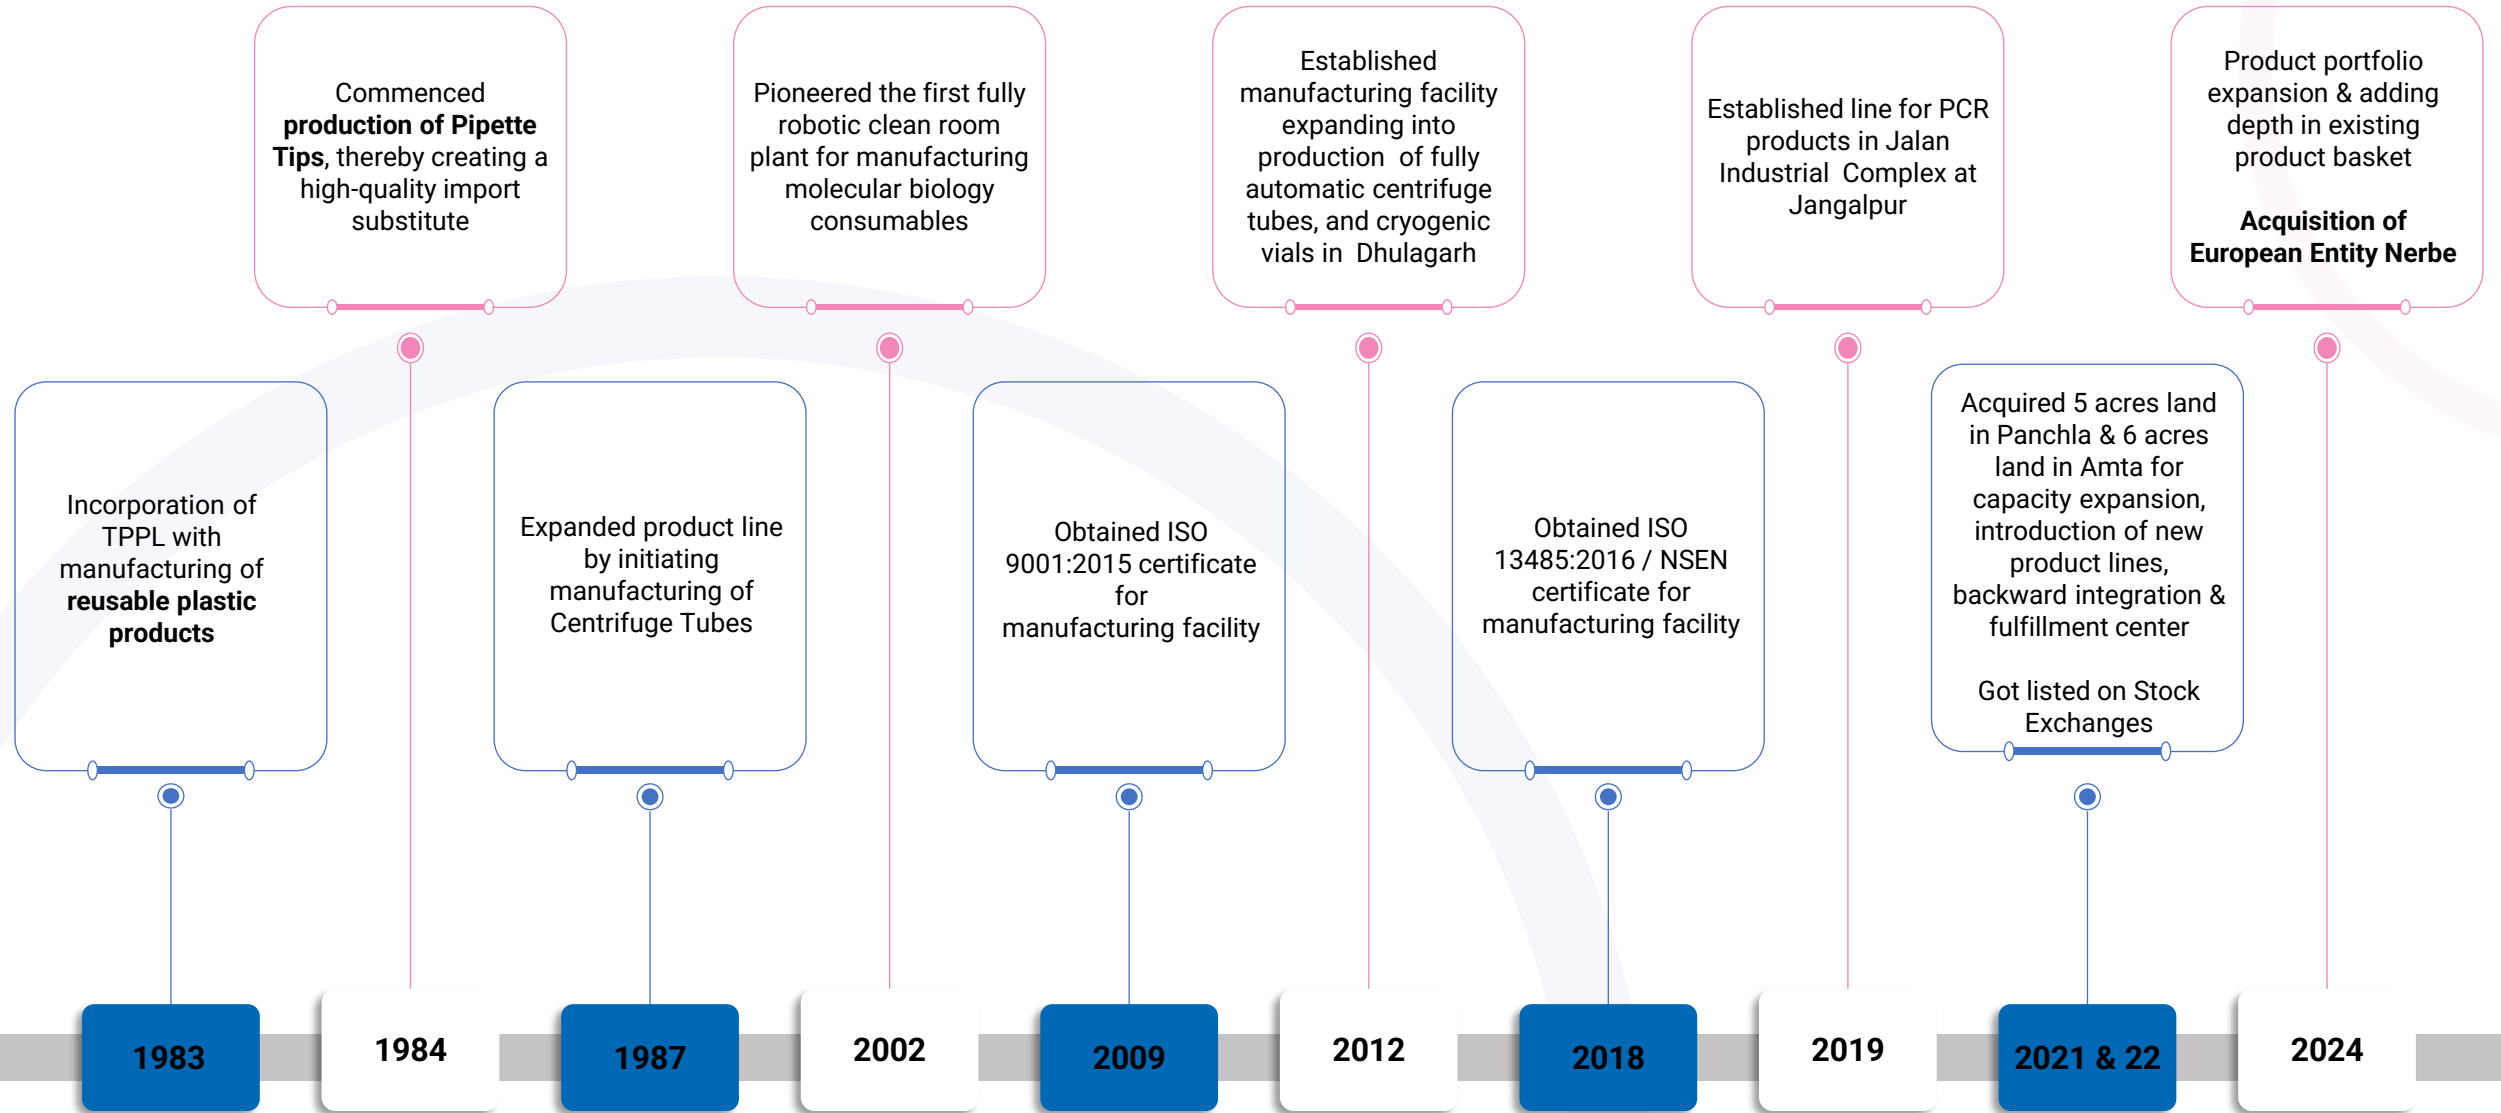 Commenced
production of Pipette
Tips, thereby creating a
high-quality import
substitute
Pioneered the first fully
robotic clean room
plant for manufacturing
molecular biology
consumables
Established
manufacturing facility
expanding into
production of fully
automatic centrifuge
tubes, and cryogenic
vials in Dhulagarh
Established line for PCR
products in Jalan
Industrial Complex at
Jangalpur
Product portfolio
expansion & adding
depth in existing
product basket
Acquisition of
European Entity Nerbe
Incorporation of
TPPL with
manufacturing of
reusable plastic
products
Expanded product line
by initiating
manufacturing of
Centrifuge Tubes
Obtained ISO
9001:2015 certificate
for
manufacturing facility
Obtained ISO
13485:2016 / NSEN
certificate for
manufacturing facility
Acquired 5 acres land
in Panchla & 6 acres
land in Amta for
capacity expansion,
introduction of new
product lines,
backward integration &
fulfillment center
Got listed on Stock
Exchanges
1983
1984
1987
2002
2009
2012
2018
2019
2021 & 22
2024